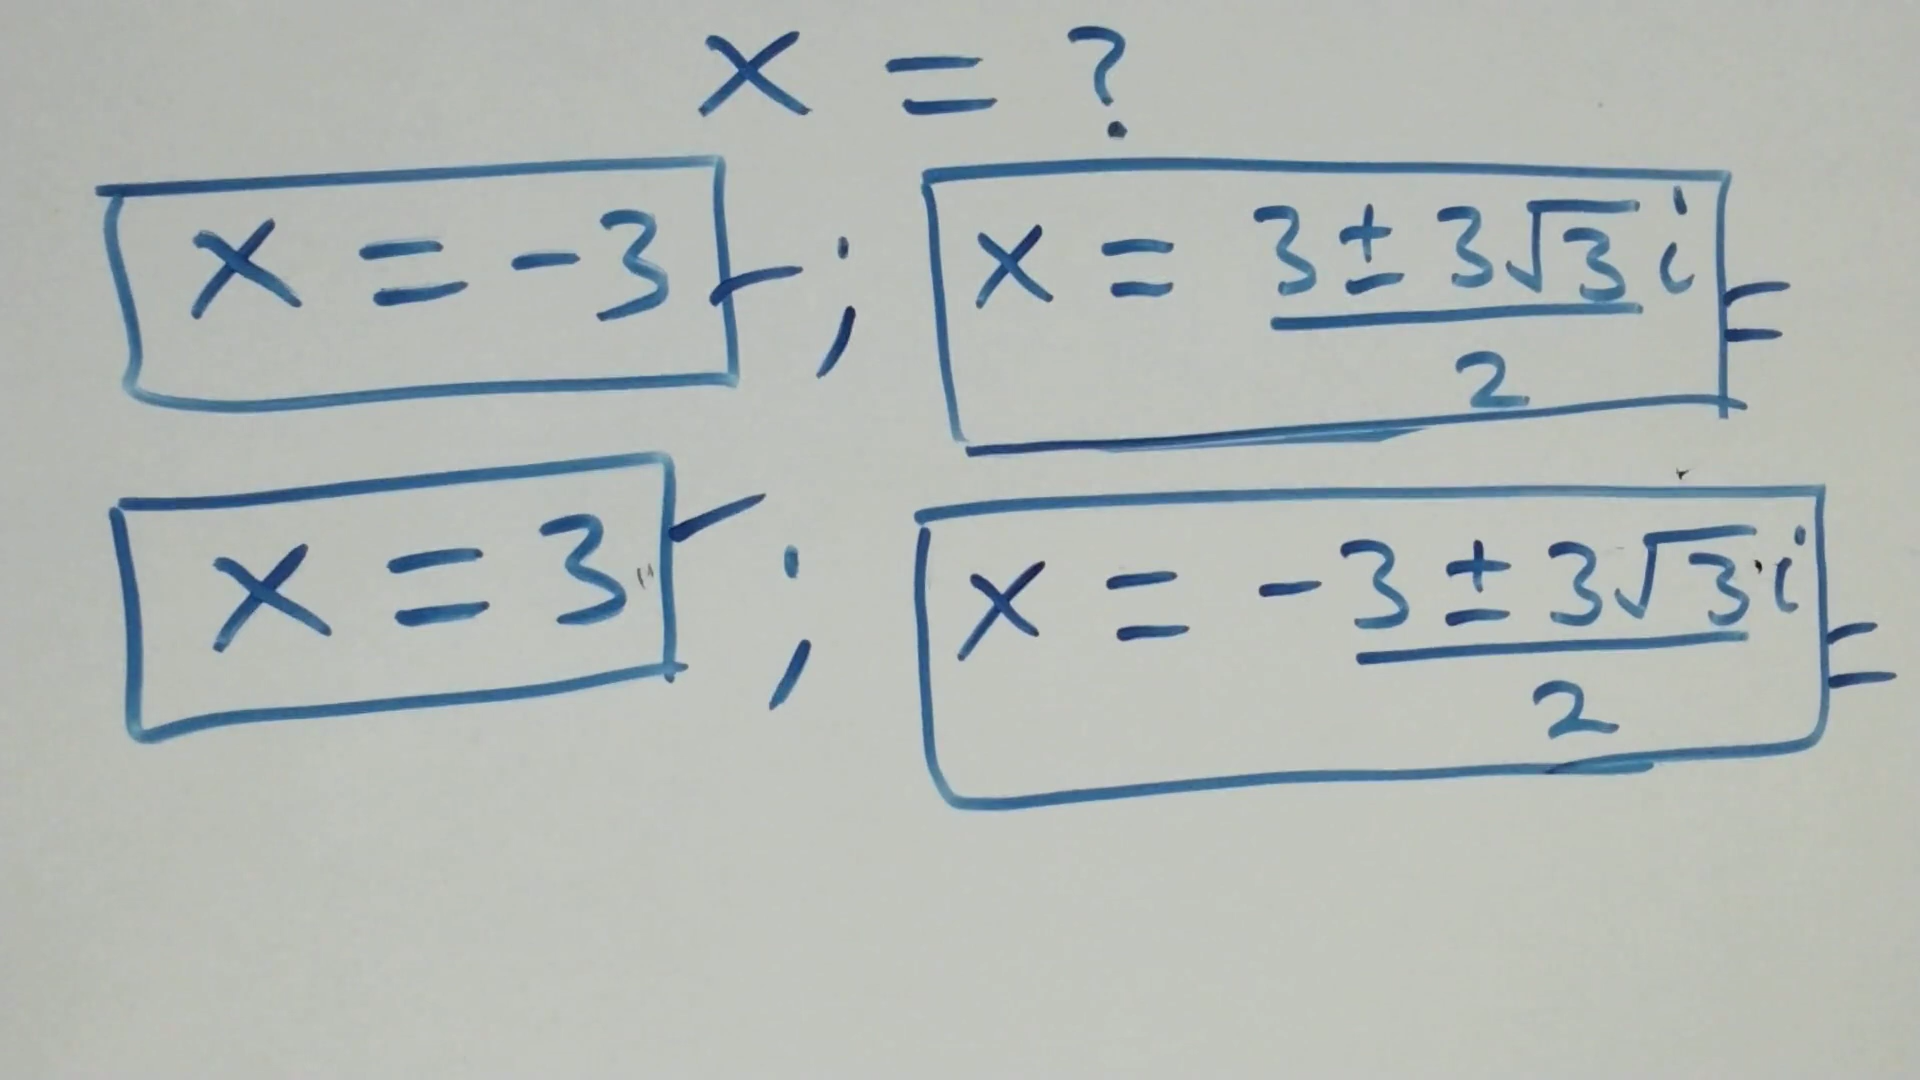 x = ?
x = -3 ; x = (3 ± 3√3 i)/2
x = 3 ; x = (-3 ± 3√3 i)/2